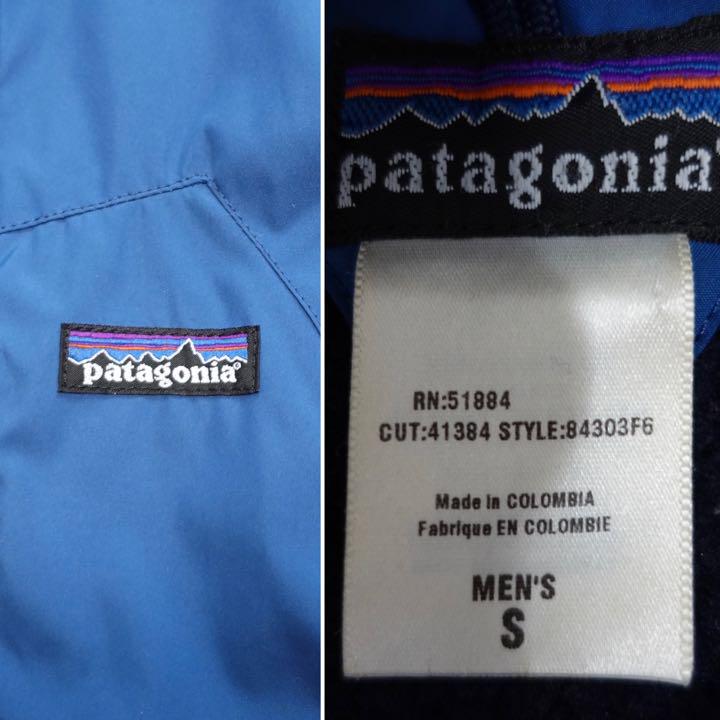 patagonia®
patagonia
RN:51884
CUT:41384 STYLE:84303F6
Made in COLOMBIA
Fabrique EN COLOMBIE
MEN'S
S